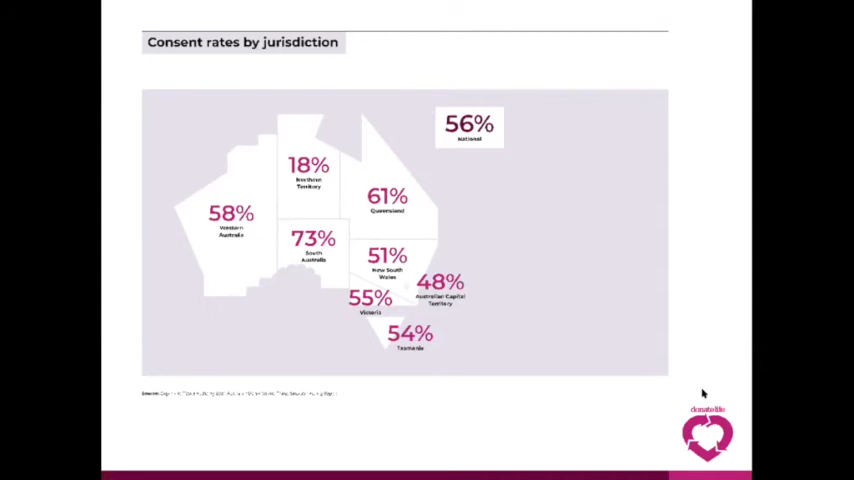 Consent rates by jurisdiction
56%
National
18%
Northern
Territory
61%
Queensland
58%
Western
Australia
73%
South
Australia
51%
New South
Wales
48%
Australian Capital
Territory
55%
Victoria
54%
Tasmania
Source:
donatelife